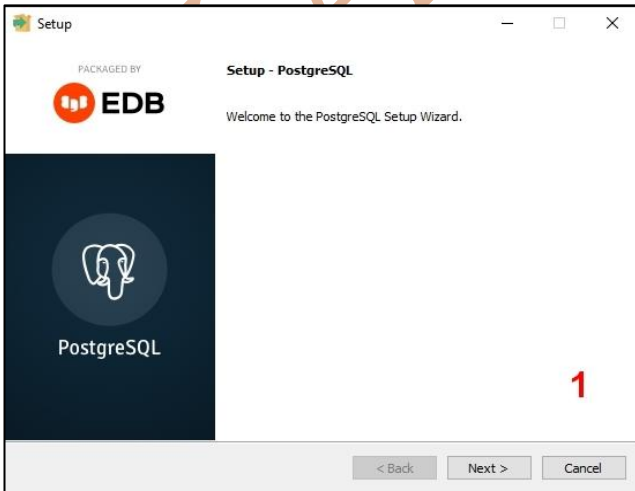 Setup
PACKAGED BY
EDB
Setup - PostgreSQL
Welcome to the PostgreSQL Setup Wizard.
PostgreSQL
1
< Back
Next >
Cancel